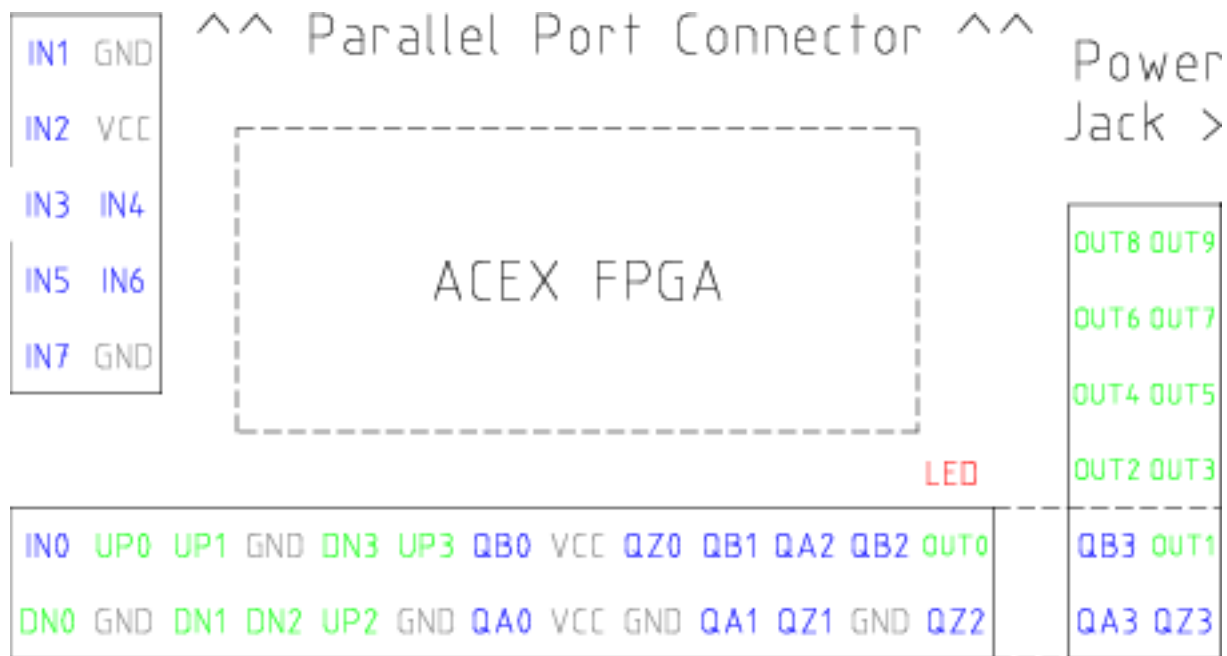 ^^ Parallel Port Connector ^^
Power
Jack >
IN1 GND
IN2 VCC
IN3 IN4
IN5 IN6
IN7 GND
ACEX FPGA
OUT8 OUT9
OUT6 OUT7
OUT4 OUT5
OUT2 OUT3
LED
IN0 UP0 UP1 GND DN3 UP3 QB0 VCC QZ0 QB1 QA2 QB2 OUT0 QB3 OUT1
DN0 GND DN1 DN2 UP2 GND QA0 VCC GND QA1 QZ1 GND QZ2 QA3 QZ3